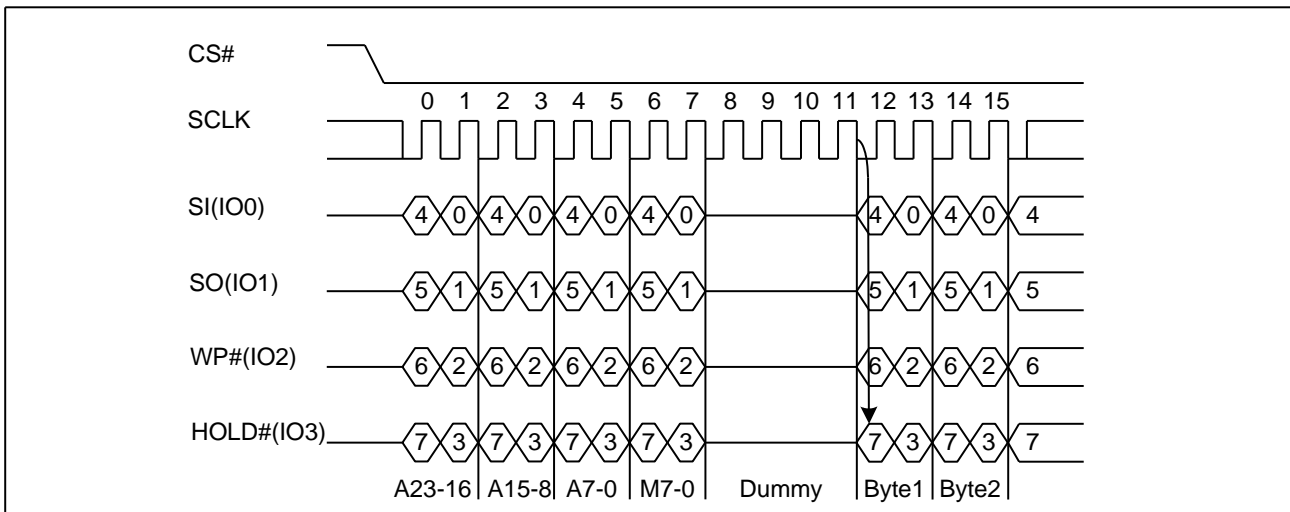 CS#
0 1 2 3 4 5 6 7 8 9 10 11 12 13 14 15
SCLK
SI(IO0) 4 0 4 0 4 0 4 0 4 0 4 0 4
SO(IO1) 5 1 5 1 5 1 5 1 5 1 5 1 5
WP#(IO2) 6 2 6 2 6 2 6 2 6 2 6 2 6
HOLD#(IO3) 7 3 7 3 7 3 7 3 7 3 7 3 7
A23-16 A15-8 A7-0 M7-0 Dummy Byte1 Byte2